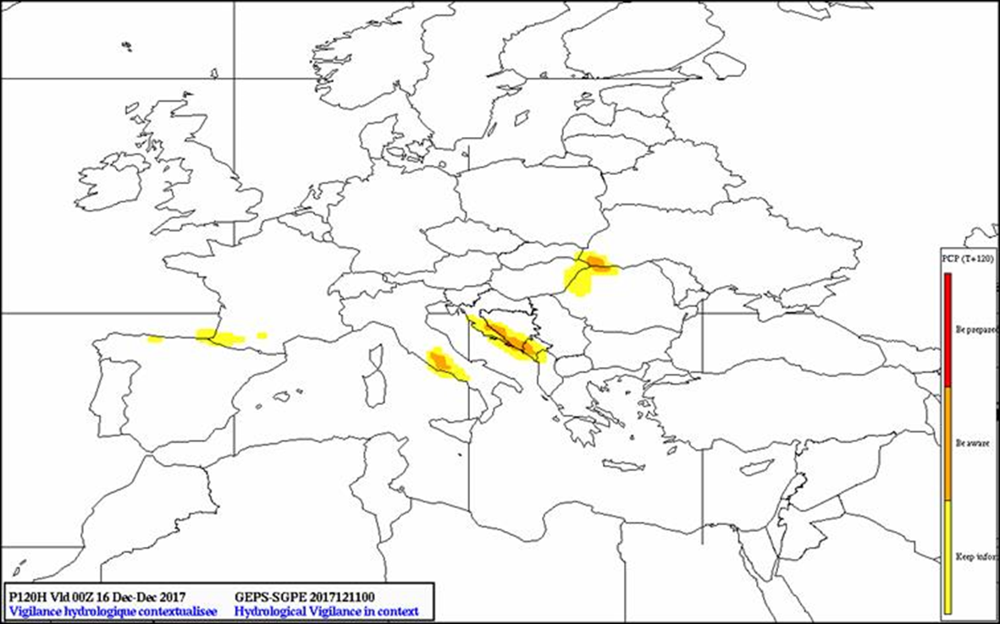 PCP (T+120)
Be prepared
Be aware
Keep infor
P120H Vld 00Z 16 Dec-Dec 2017 GEPS-SGPE 2017121100
Vigilance hydrologique contextualisee Hydrological Vigilance in context